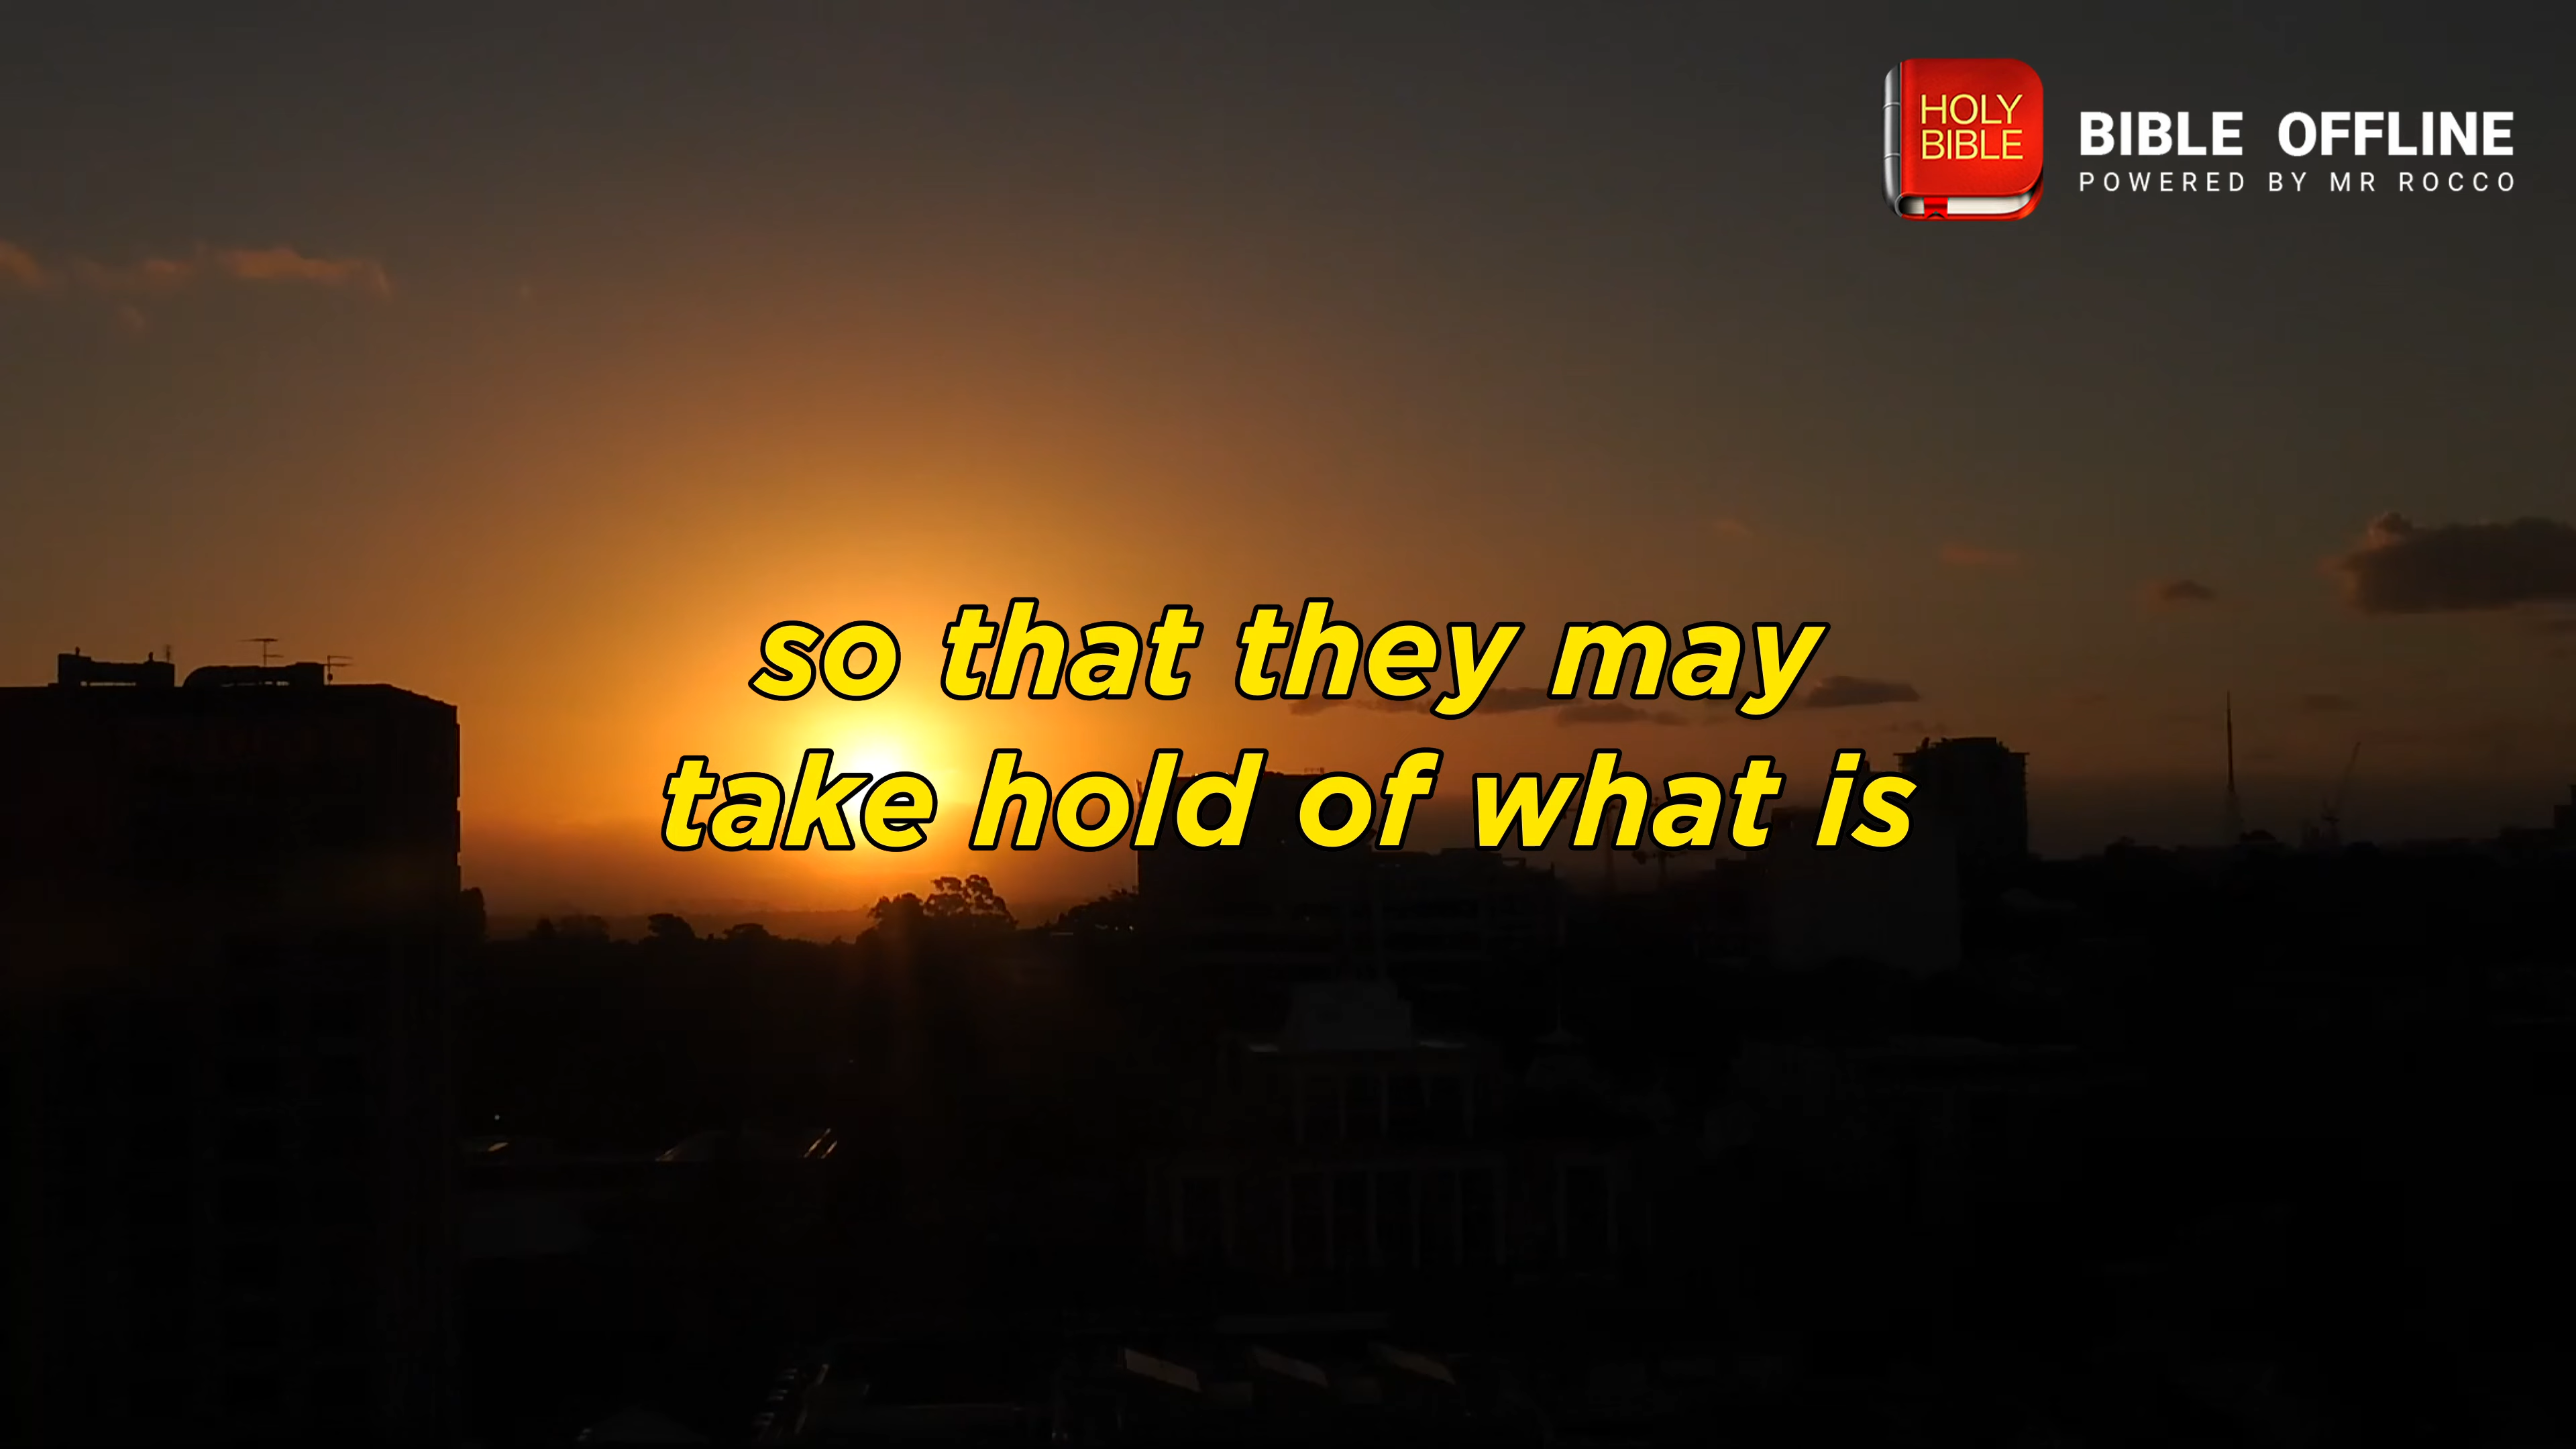 HOLY
BIBLE
BIBLE OFFLINE
POWERED BY MR ROCCO
so that they may
take hold of what is